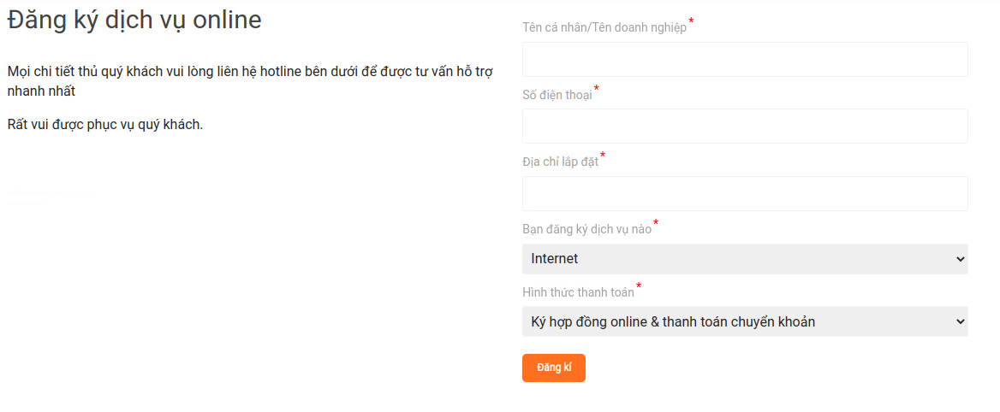 Đăng ký dịch vụ online
Mọi chi tiết thủ quý khách vui lòng liên hệ hotline bên dưới để được tư vấn hỗ trợ
nhanh nhất
Rất vui được phục vụ quý khách.
Tên cá nhân/Tên doanh nghiệp*
Số điện thoại*
Địa chỉ lắp đặt*
Bạn đăng ký dịch vụ nào*
Internet
Hình thức thanh toán*
Ký hợp đồng online & thanh toán chuyển khoản
Đăng kí